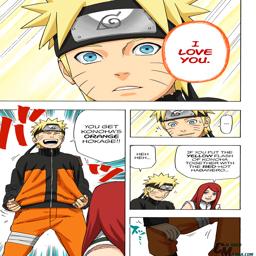 I
LOVE
YOU.
...
IF YOU PUT THE
YELLOW FLASH
OF KONOHA
TOGETHER WITH
THE RED-HOT
HABANERO...
HEH
HEH...
YOU GET
KONOHA'S
ORANGE
HOKAGE!!